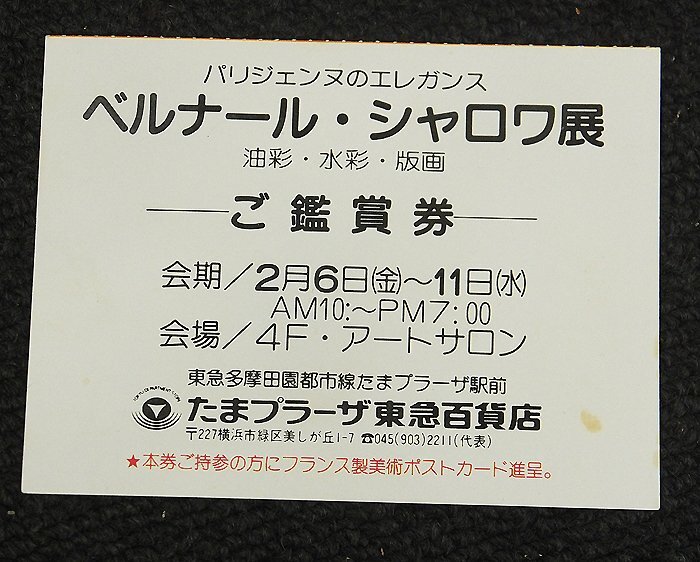 パリジェンヌのエレガンス
ベルナール・シャロワ展
油彩・水彩・版画
ご鑑賞券
会期/2月6日(金)～11日(水)
AM10:～PM7:00
会場/4F・アートサロン
東急多摩田園都市線たまプラーザ駅前
たまプラーザ東急百貨店
〒227横浜市緑区美しが丘1-7 ☎045(903)2211(代表)
★本券ご持参の方にフランス製美術ポストカード進呈。